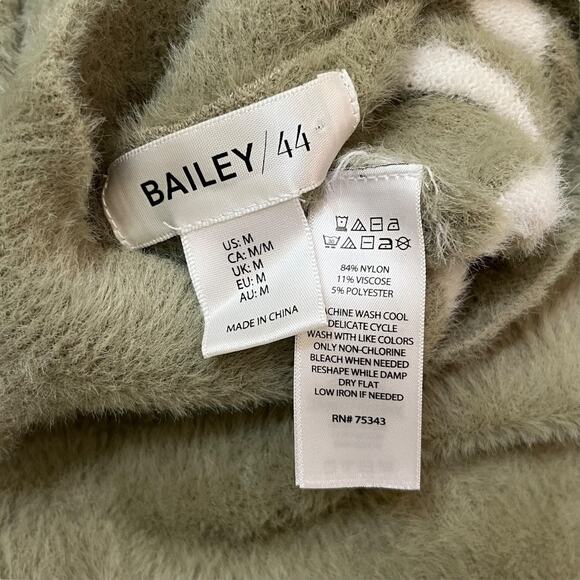 BAILEY/44
US: M
CA: M/M
UK: M
EU: M
AU: M
MADE IN CHINA
84% NYLON
11% VISCOSE
5% POLYESTER
ACHINE WASH COOL
DELICATE CYCLE
WASH WITH LIKE COLORS
ONLY NON-CHLORINE
BLEACH WHEN NEEDED
RESHAPE WHILE DAMP
DRY FLAT
LOW IRON IF NEEDED
RN# 75343